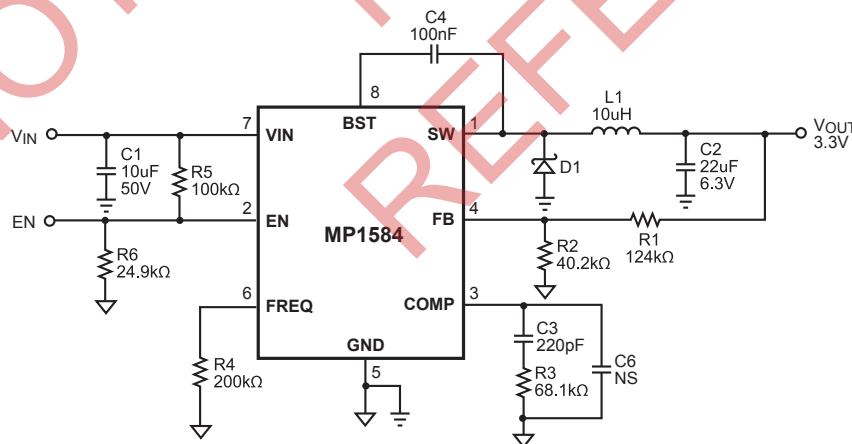 C4
100nF
8
BST
L1
10uH
VIN
7
VIN
SW
1
VOUT
3.3V
C1
10uF
50V
R5
100kΩ
D1
C2
22uF
6.3V
EN
2
EN
FB
4
MP1584
R6
24.9kΩ
R2
40.2kΩ
R1
124kΩ
6
FREQ
COMP
3
C3
220pF
R3
68.1kΩ
C6
NS
R4
200kΩ
GND
5
REFE